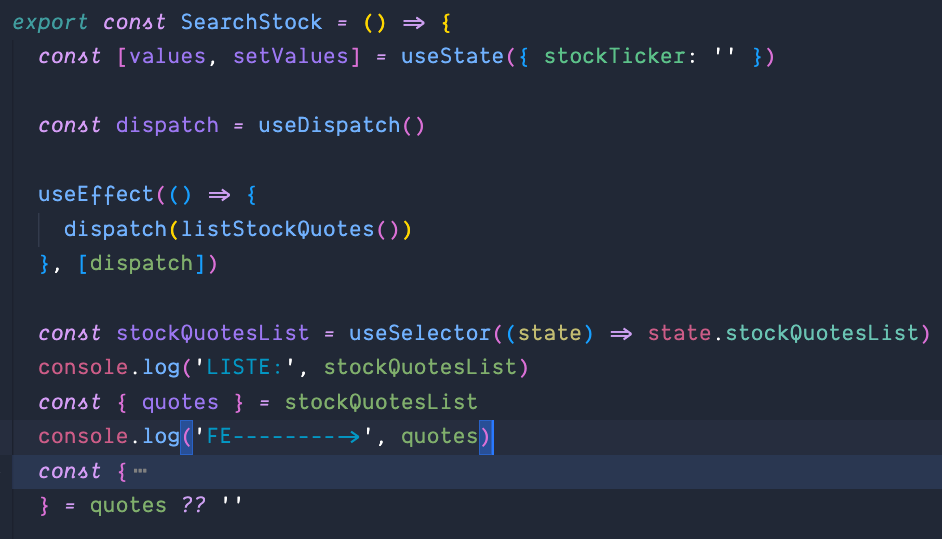 export const SearchStock = () => {
const [values, setValues] = useState({ stockTicker: '' })
const dispatch = useDispatch()
useEffect(() => {
dispatch(listStockQuotes())
}, [dispatch])
const stockQuotesList = useSelector((state) => state.stockQuotesList)
console.log('LISTE:', stockQuotesList)
const { quotes } = stockQuotesList
console.log('FE--------->', quotes)
const {⋯
} = quotes ?? ''